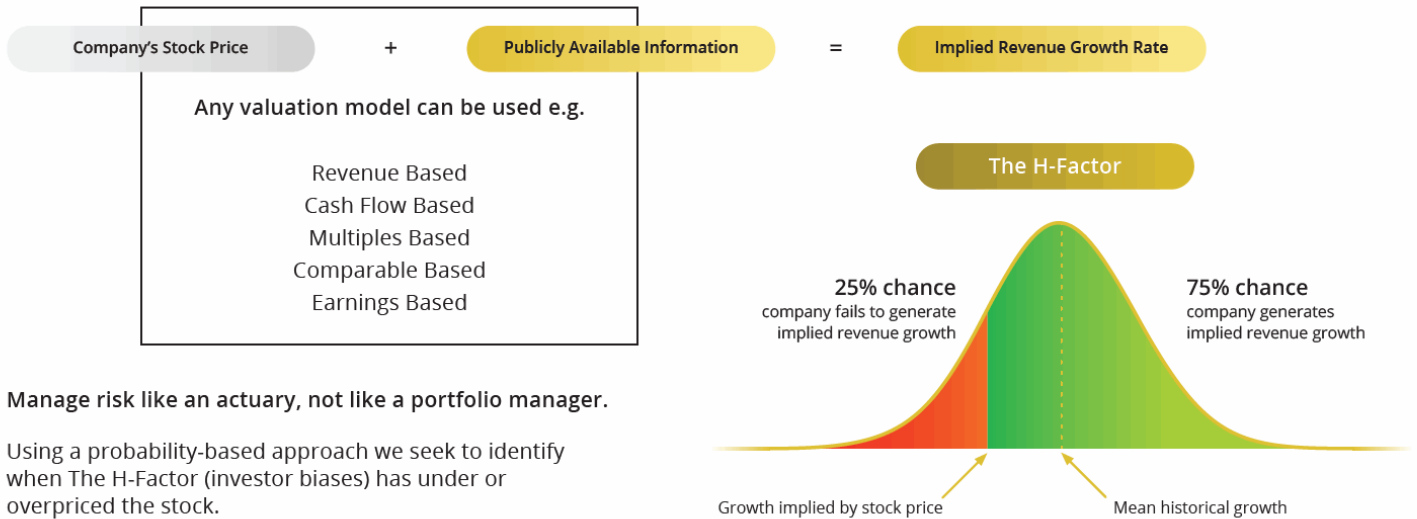 Company's Stock Price + Publicly Available Information = Implied Revenue Growth Rate
Any valuation model can be used e.g.
Revenue Based
Cash Flow Based
Multiples Based
Comparable Based
Earnings Based
The H-Factor
25% chance
company fails to generate
implied revenue growth
75% chance
company generates
implied revenue growth
Growth implied by stock price
Mean historical growth
Manage risk like an actuary, not like a portfolio manager.
Using a probability-based approach we seek to identify
when The H-Factor (investor biases) has under or
overpriced the stock.